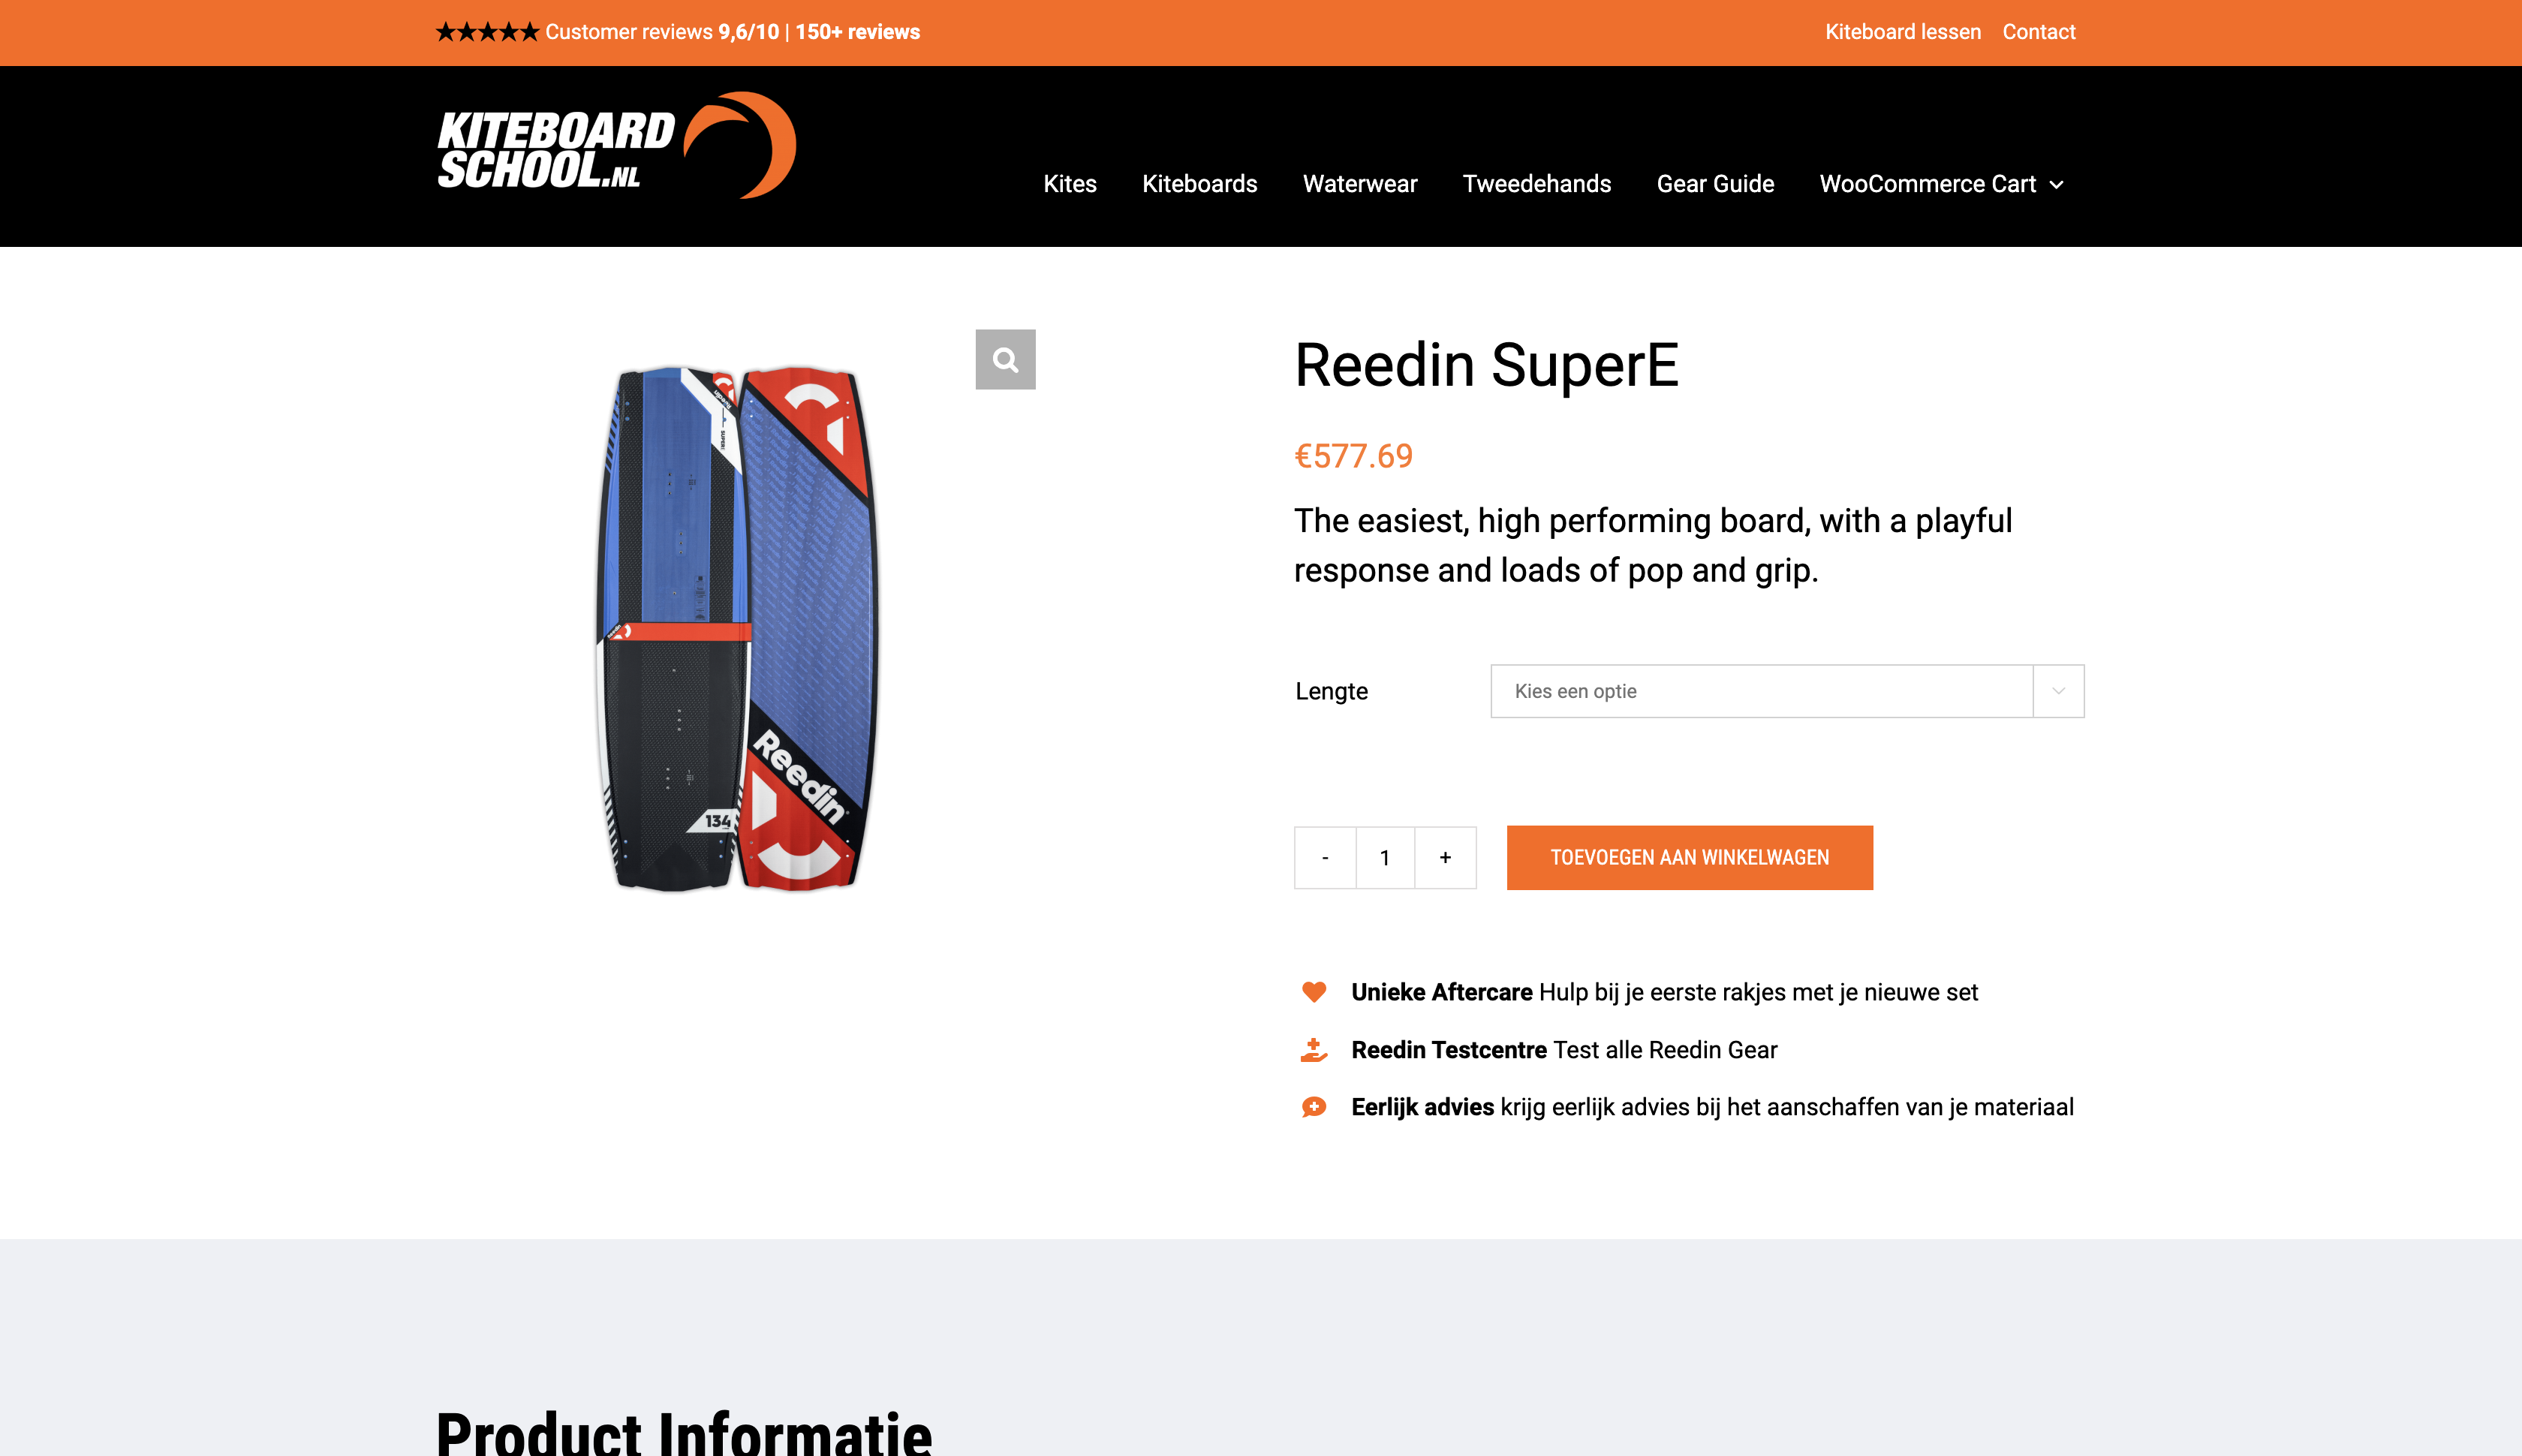 ★★★★★ Customer reviews 9,6/10 | 150+ reviews
Kiteboard lessen Contact
KITEBOARD
SCHOOL.NL
Kites Kiteboards Waterwear Tweedehands Gear Guide WooCommerce Cart
Reedin SuperE
€577.69
The easiest, high performing board, with a playful
response and loads of pop and grip.
Reedin
134
Lengte Kies een optie
- 1 + TOEVOEGEN AAN WINKELWAGEN
Unieke Aftercare Hulp bij je eerste rakjes met je nieuwe set
Reedin Testcentre Test alle Reedin Gear
Eerlijk advies krijg eerlijk advies bij het aanschaffen van je materiaal
Product Informatie